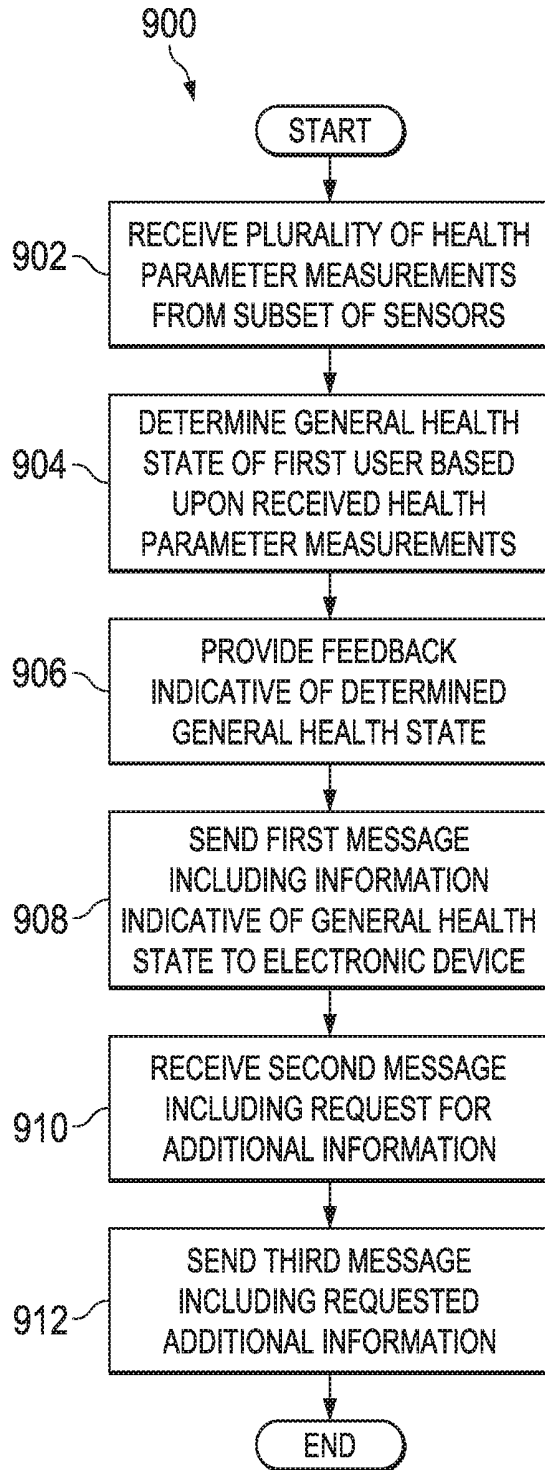 900
START
902
RECEIVE PLURALITY OF HEALTH
PARAMETER MEASUREMENTS
FROM SUBSET OF SENSORS
904
DETERMINE GENERAL HEALTH
STATE OF FIRST USER BASED
UPON RECEIVED HEALTH
PARAMETER MEASUREMENTS
906
PROVIDE FEEDBACK
INDICATIVE OF DETERMINED
GENERAL HEALTH STATE
908
SEND FIRST MESSAGE
INCLUDING INFORMATION
INDICATIVE OF GENERAL HEALTH
STATE TO ELECTRONIC DEVICE
910
RECEIVE SECOND MESSAGE
INCLUDING REQUEST FOR
ADDITIONAL INFORMATION
912
SEND THIRD MESSAGE
INCLUDING REQUESTED
ADDITIONAL INFORMATION
END